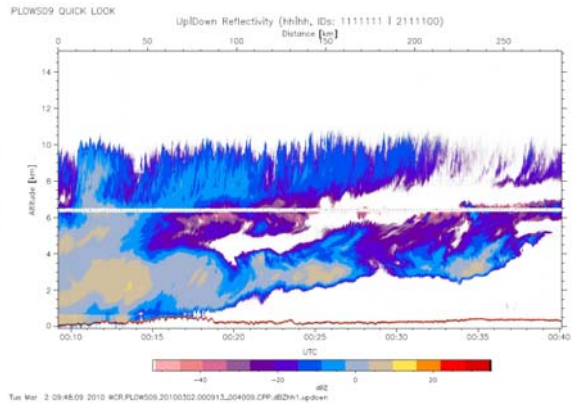 PLOWS09 QUICK LOOK
Up|Down Reflectivity (hh|hh, IDs: 1111111 | 2111100)
Distance [km]
0 50 100 150 200 250
14
12
10
8
6
4
2
0
Altitude [km]
00:10 00:15 00:20 00:25 00:30 00:35 00:40
UTC
-40 -20 0 20
dBZ
Tue Mar 2 09:48:09 2010 WCR.PLOWS09.20100302.000913_004009.CPP.dBZhh1.updown